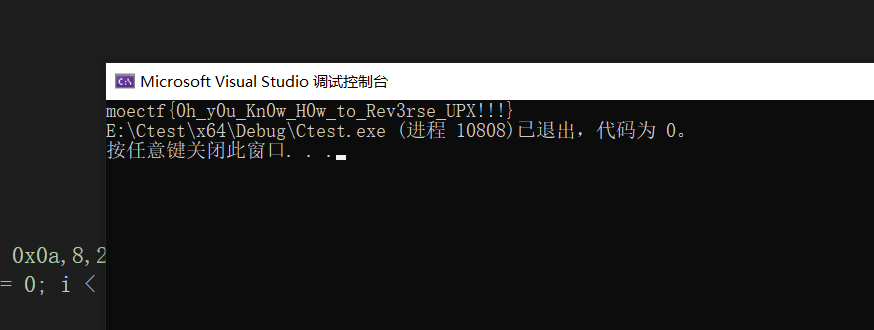 Microsoft Visual Studio 调试控制台
moectf{0h_y0u_Kn0w_H0w_to_Rev3rse_UPX!!!}
E:\Ctest\x64\Debug\Ctest.exe (进程 10808)已退出，代码为 0。
按任意键关闭此窗口. . .
0x0a,8,2
= 0; i <